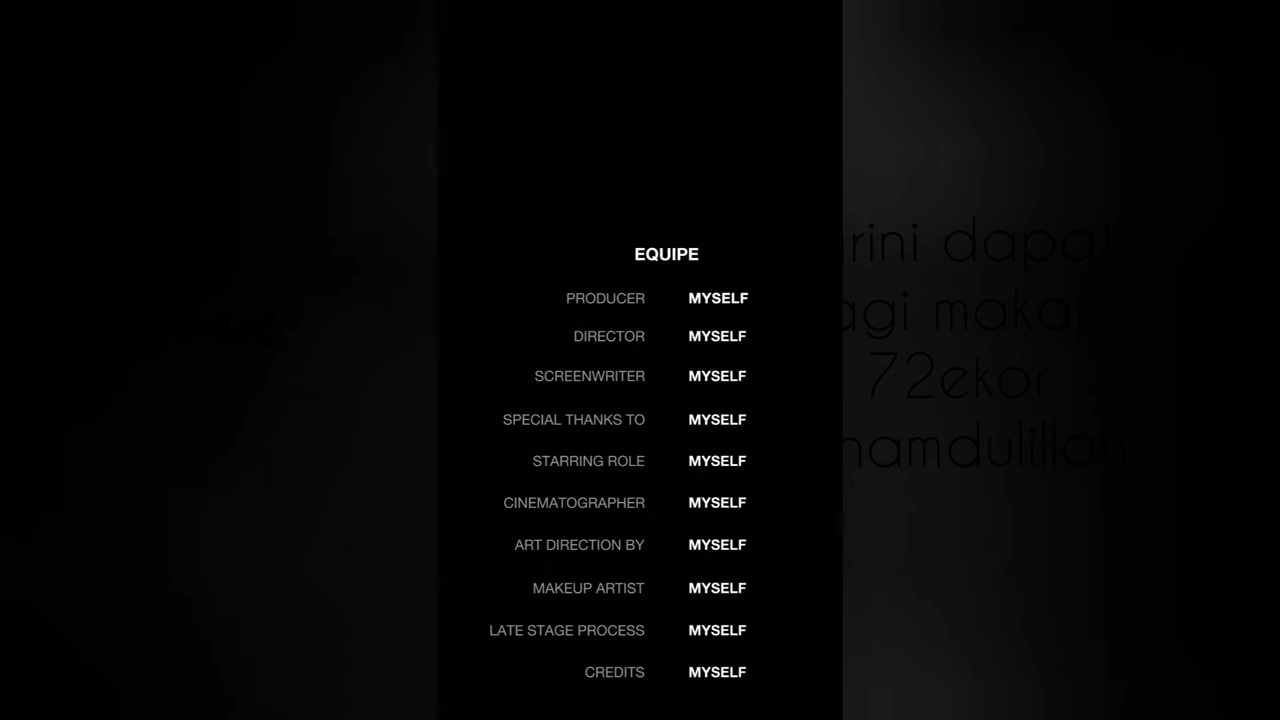 EQUIPE
PRODUCER MYSELF
DIRECTOR MYSELF
SCREENWRITER MYSELF
SPECIAL THANKS TO MYSELF
STARRING ROLE MYSELF
CINEMATOGRAPHER MYSELF
ART DIRECTION BY MYSELF
MAKEUP ARTIST MYSELF
LATE STAGE PROCESS MYSELF
CREDITS MYSELF
dapat
72ekor